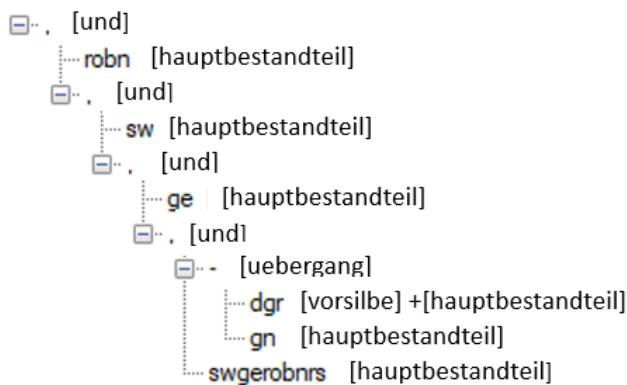 , [und]
robn [hauptbestandteil]
, [und]
sw [hauptbestandteil]
, [und]
ge [hauptbestandteil]
, [und]
- [uebergang]
dgr [vorsilbe] +[hauptbestandteil]
gn [hauptbestandteil]
swgerobnrs [hauptbestandteil]